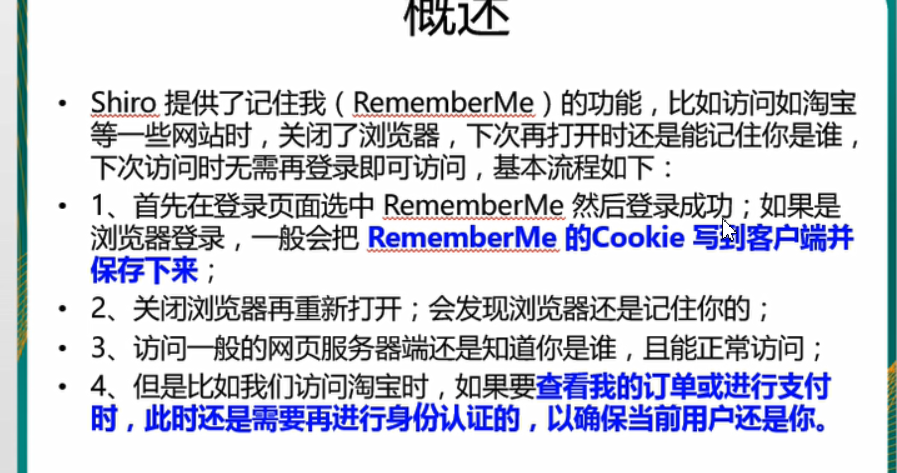 概述
• Shiro 提供了记住我（RememberMe）的功能，比如访问如淘宝
等一些网站时，关闭了浏览器，下次再打开时还是能记住你是谁，
下次访问时无需再登录即可访问，基本流程如下：
• 1、首先在登录页面选中 RememberMe 然后登录成功；如果是
浏览器登录，一般会把 RememberMe 的Cookie 写到客户端并
保存下来；
• 2、关闭浏览器再重新打开；会发现浏览器还是记住你的；
• 3、访问一般的网页服务器端还是知道你是谁，且能正常访问；
• 4、但是比如我们访问淘宝时，如果要查看我的订单或进行支付
时，此时还是需要再进行身份认证的，以确保当前用户还是你。